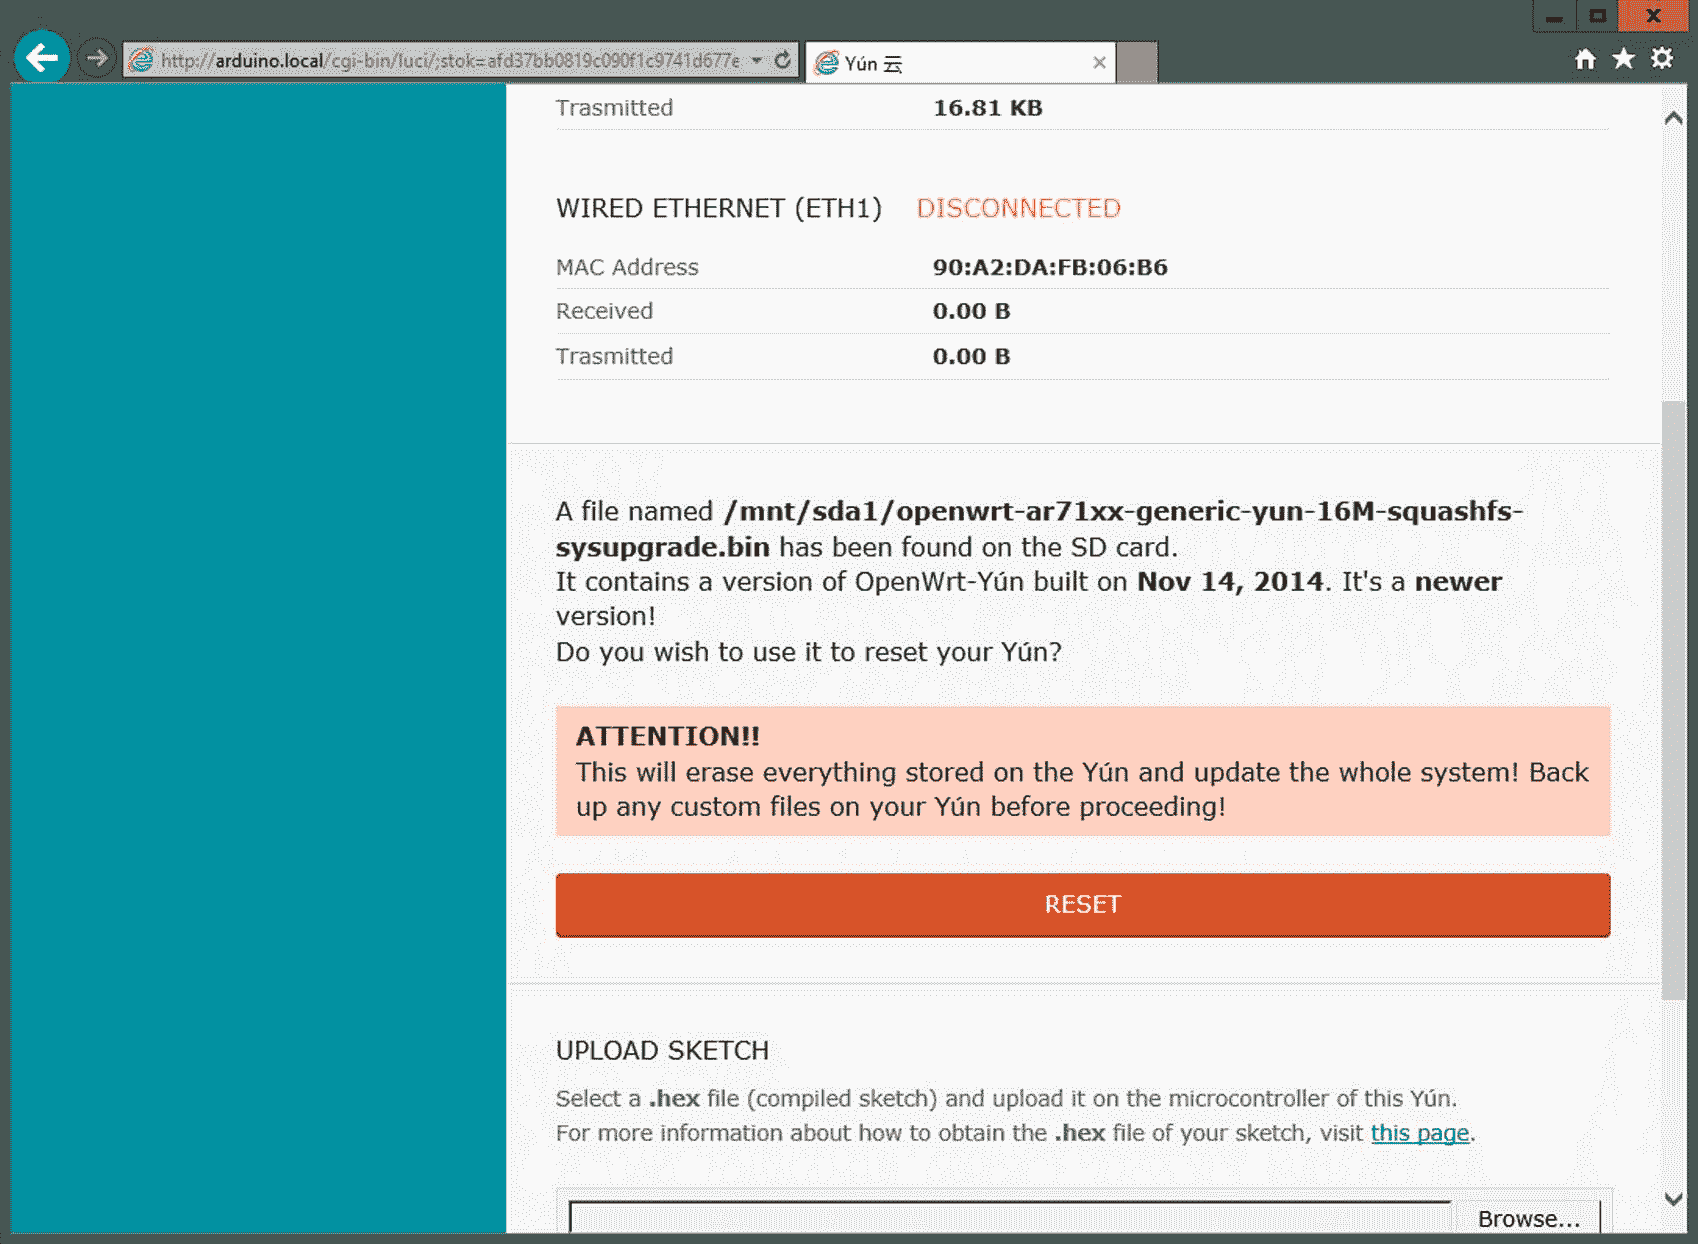 http://arduino.local/cgi-bin/luci/;stok=afd37bb0819c090f1c9741d677e
Yún 云
Trasmitted 16.81 KB
WIRED ETHERNET (ETH1) DISCONNECTED
MAC Address 90:A2:DA:FB:06:B6
Received 0.00 B
Trasmitted 0.00 B
A file named /mnt/sda1/openwrt-ar71xx-generic-yun-16M-squashfs-
sysupgrade.bin has been found on the SD card.
It contains a version of OpenWrt-Yún built on Nov 14, 2014. It's a newer
version!
Do you wish to use it to reset your Yún?
ATTENTION!!
This will erase everything stored on the Yún and update the whole system! Back
up any custom files on your Yún before proceeding!
RESET
UPLOAD SKETCH
Select a .hex file (compiled sketch) and upload it on the microcontroller of this Yún.
For more information about how to obtain the .hex file of your sketch, visit this page.
Browse...